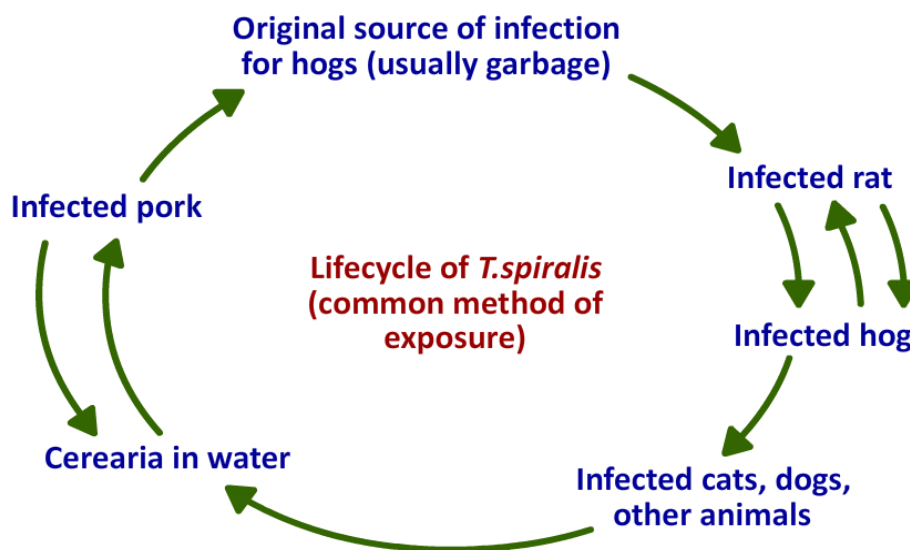 Original source of infection
for hogs (usually garbage)
Infected rat
Infected pork
Lifecycle of T.spiralis
(common method of
exposure)
Infected hog
Cerearia in water
Infected cats, dogs,
other animals